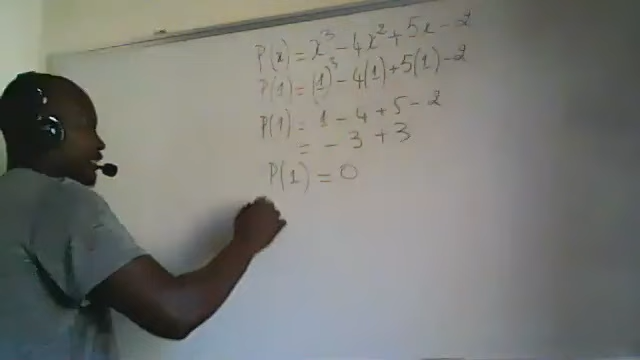 P(x) = x³ - 4x² + 5x - 2
P(1) = (1)³ - 4(1) + 5(1) - 2
P(1) = 1 - 4 + 5 - 2
= - 3 + 3
P(1) = 0